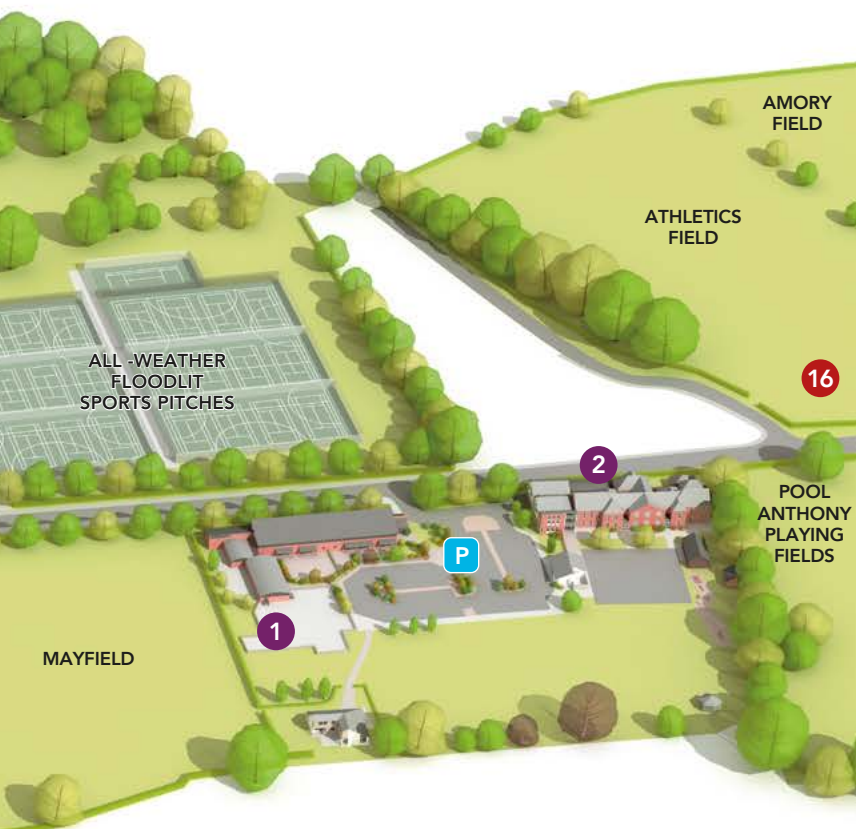 AMORY
FIELD
ATHLETICS
FIELD
ALL -WEATHER
FLOODLIT
SPORTS PITCHES
16
2
POOL
ANTHONY
PLAYING
FIELDS
P
1
MAYFIELD